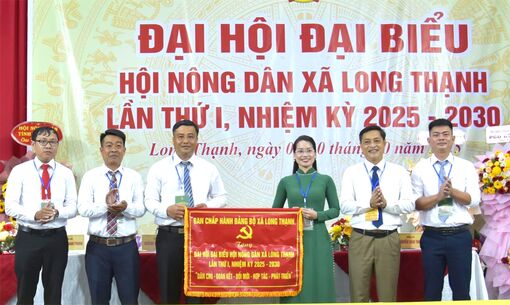 ĐẠI HỘI ĐẠI BIỂU
HỘI NÔNG DÂN XÃ LONG THẠNH
LẦN THỨ I, NHIỆM KỲ 2025 - 2030
Thạnh, ngày
BAN CHẤP HÀNH ĐẢNG BỘ XÃ LONG THẠNH
Tặng
ĐẠI HỘI ĐẠI BIỂU HỘI NÔNG DÂN XÃ LONG THẠNH
LẦN THỨ I, NHIỆM KỲ 2025 - 2030
"DÂN CHỦ - ĐOÀN KẾT - ĐỔI MỚI - HỢP TÁC - PHÁT TRIỂN"